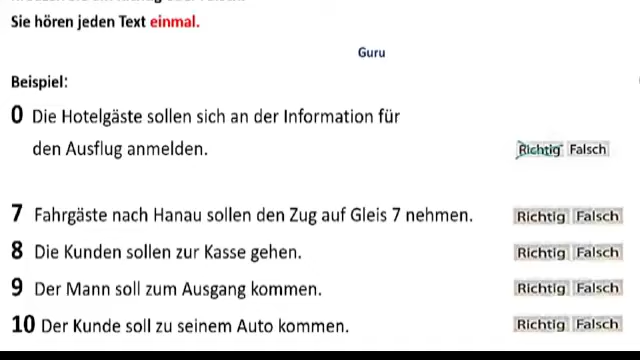 Sie hören jeden Text einmal.
Guru
Beispiel:
0 Die Hotelgäste sollen sich an der Information für
den Ausflug anmelden. Richtig Falsch
7 Fahrgäste nach Hanau sollen den Zug auf Gleis 7 nehmen. Richtig Falsch
8 Die Kunden sollen zur Kasse gehen. Richtig Falsch
9 Der Mann soll zum Ausgang kommen. Richtig Falsch
10 Der Kunde soll zu seinem Auto kommen. Richtig Falsch